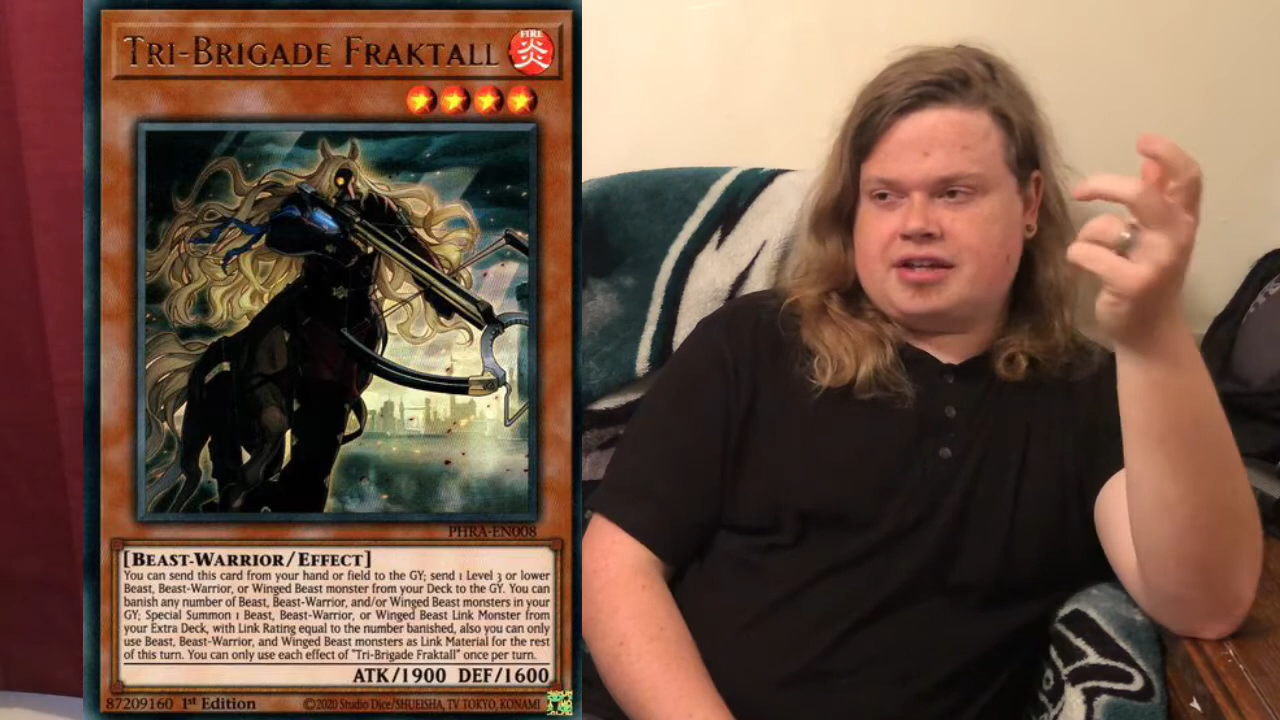 TRI-BRIGADE FRAKTALL
FIRE
炎
PHRA-EN008
[BEAST-WARRIOR/EFFECT]
You can send this card from your hand or field to the GY; send 1 Level 3 or lower
Beast, Beast-Warrior, or Winged Beast monster from your Deck to the GY. You can
banish any number of Beast, Beast-Warrior, and/or Winged Beast monsters in your
GY; Special Summon 1 Beast, Beast-Warrior, or Winged Beast Link Monster from
your Extra Deck, with Link Rating equal to the number banished, also you can only
use Beast, Beast-Warrior, and Winged Beast monsters as Link Material for the rest
of this turn. You can only use each effect of "Tri-Brigade Fraktall" once per turn.
ATK/1900 DEF/1600
87209160 1st Edition ©2020 Studio Dice/SHUEISHA, TV TOKYO, KONAMI